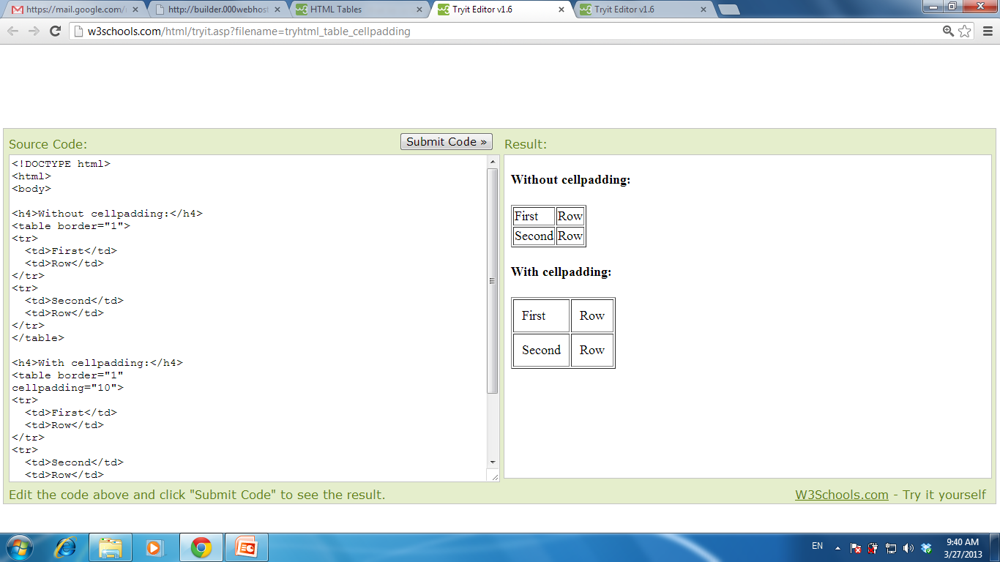 https://mail.google.com/
http://builder.000webhost
HTML Tables
Tryit Editor v1.6
Tryit Editor v1.6
w3schools.com/html/tryit.asp?filename=tryhtml_table_cellpadding
Source Code:
Submit Code »
<!DOCTYPE html>
<html>
<body>
<h4>Without cellpadding:</h4>
<table border="1">
<tr>
<td>First</td>
<td>Row</td>
</tr>
<tr>
<td>Second</td>
<td>Row</td>
</tr>
</table>
<h4>With cellpadding:</h4>
<table border="1"
cellpadding="10">
<tr>
<td>First</td>
<td>Row</td>
</tr>
<tr>
<td>Second</td>
<td>Row</td>
Edit the code above and click "Submit Code" to see the result.
Result:
Without cellpadding:
First Row
Second Row
With cellpadding:
First Row
Second Row
W3Schools.com - Try it yourself
EN
9:40 AM
3/27/2013